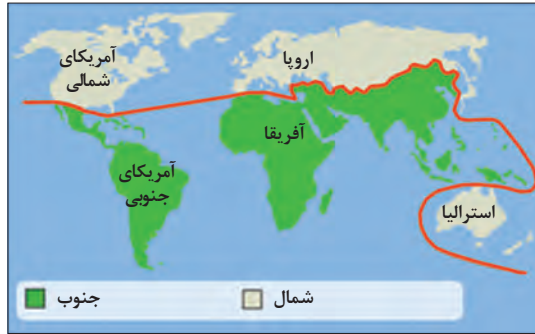 آمریکای
شمالی
اروپا
آفریقا
آمریکای
جنوبی
استرالیا
شمال
جنوب